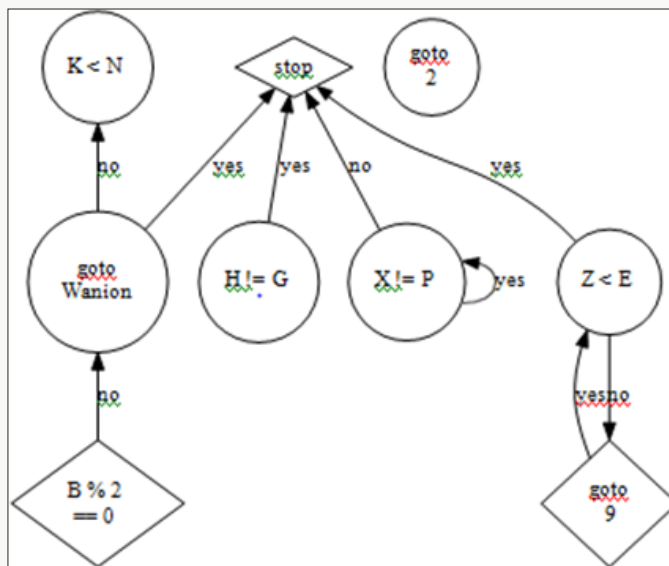 K < N
stop
goto
2
no
yes
yes
no
yes
goto
Wanion
H != G
X != P
yes
Z < E
no
yes
no
B % 2
== 0
goto
9